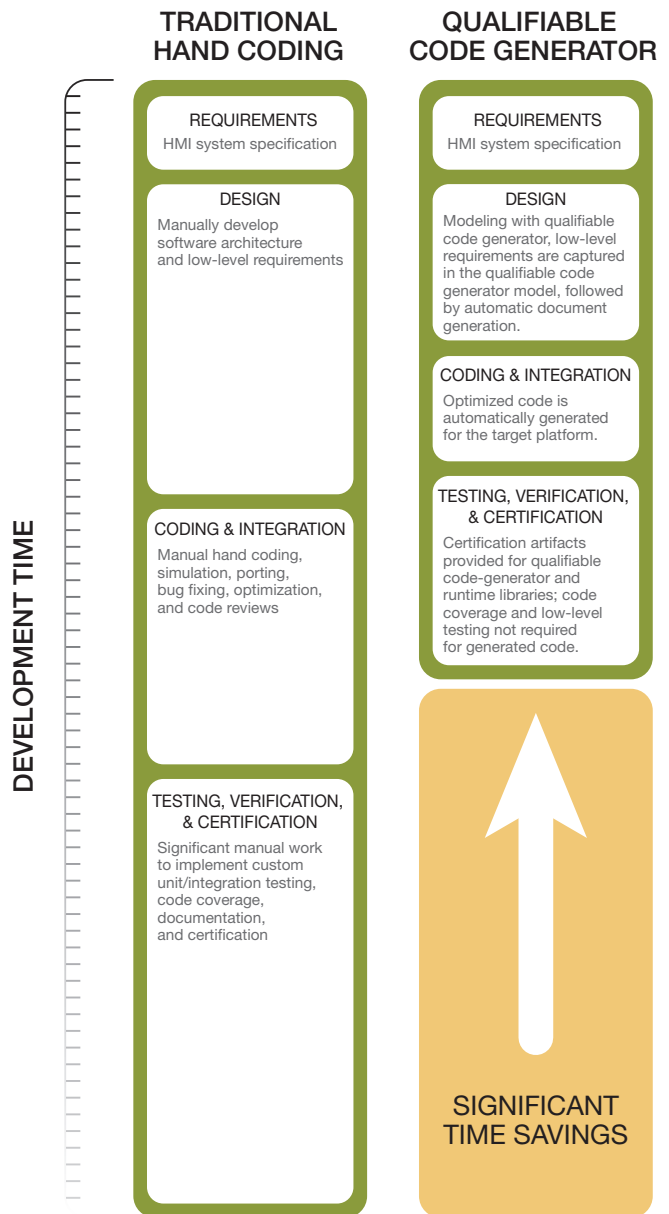 TRADITIONAL
HAND CODING
QUALIFIABLE
CODE GENERATOR
DEVELOPMENT TIME
REQUIREMENTS
HMI system specification
DESIGN
Manually develop
software architecture
and low-level requirements
CODING & INTEGRATION
Manual hand coding,
simulation, porting,
bug fixing, optimization,
and code reviews
TESTING, VERIFICATION,
& CERTIFICATION
Significant manual work
to implement custom
unit/integration testing,
code coverage,
documentation,
and certification
REQUIREMENTS
HMI system specification
DESIGN
Modeling with qualifiable
code generator, low-level
requirements are captured
in the qualifiable code
generator model, followed
by automatic document
generation.
CODING & INTEGRATION
Optimized code is
automatically generated
for the target platform.
TESTING, VERIFICATION,
& CERTIFICATION
Certification artifacts
provided for qualifiable
code-generator and
runtime libraries; code
coverage and low-level
testing not required
for generated code.
SIGNIFICANT
TIME SAVINGS